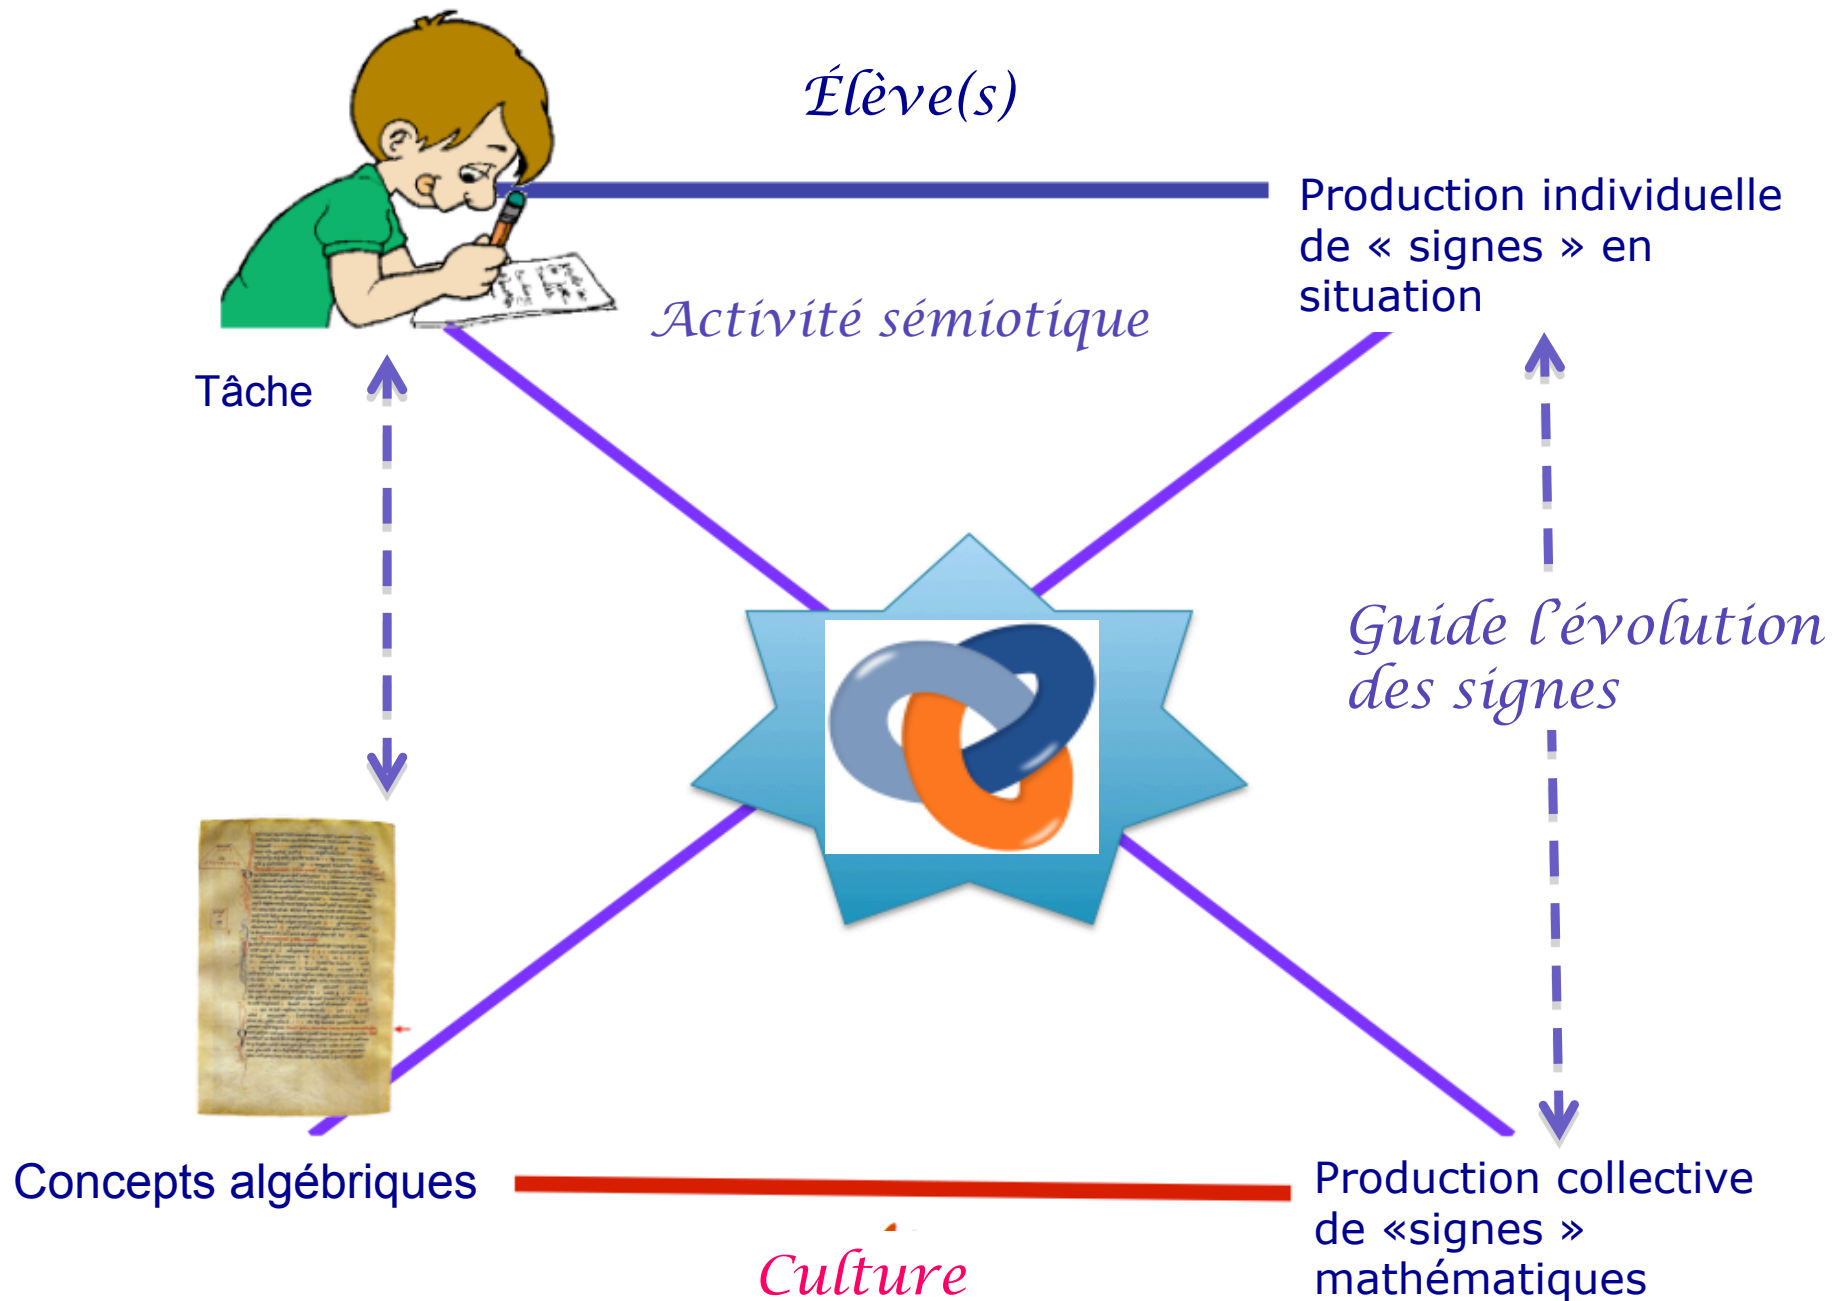 Élève(s)
Production individuelle
de « signes » en
situation
Activité sémiotique
Tâche
Guide l'évolution
des signes
Concepts algébriques
Production collective
de «signes »
mathématiques
Culture